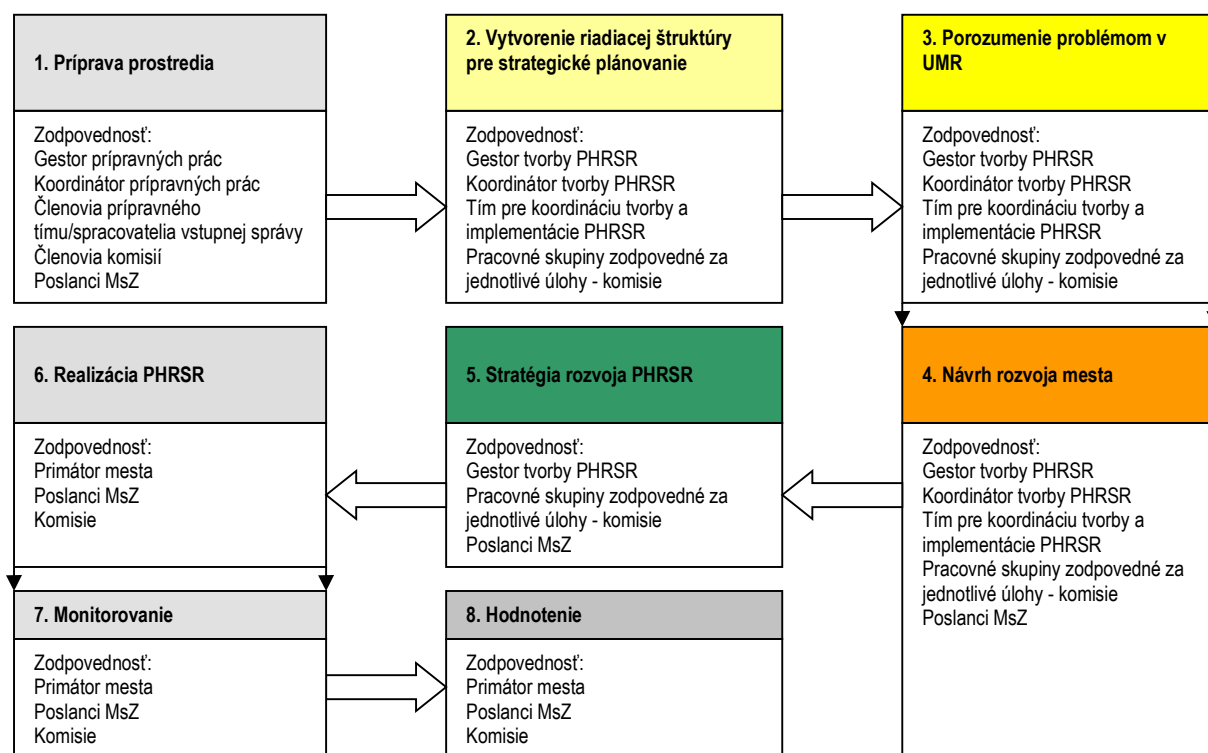 1. Príprava prostredia
Zodpovednosť:
Gestor prípravných prác
Koordinátor prípravných prác
Členovia prípravného
tímu/spracovatelia vstupnej správy
Členovia komisií
Poslanci MsZ
2. Vytvorenie riadiacej štruktúry
pre strategické plánovanie
Zodpovednosť:
Gestor tvorby PHRSR
Koordinátor tvorby PHRSR
Tím pre koordináciu tvorby a
implementácie PHRSR
Pracovné skupiny zodpovedné za
jednotlivé úlohy - komisie
3. Porozumenie problémom v
UMR
Zodpovednosť:
Gestor tvorby PHRSR
Koordinátor tvorby PHRSR
Tím pre koordináciu tvorby a
implementácie PHRSR
Pracovné skupiny zodpovedné za
jednotlivé úlohy - komisie
4. Návrh rozvoja mesta
Zodpovednosť:
Gestor tvorby PHRSR
Koordinátor tvorby PHRSR
Tím pre koordináciu tvorby a
implementácie PHRSR
Pracovné skupiny zodpovedné za
jednotlivé úlohy - komisie
Poslanci MsZ
5. Stratégia rozvoja PHRSR
Zodpovednosť:
Gestor tvorby PHRSR
Pracovné skupiny zodpovedné za
jednotlivé úlohy - komisie
Poslanci MsZ
6. Realizácia PHRSR
Zodpovednosť:
Primátor mesta
Poslanci MsZ
Komisie
7. Monitorovanie
Zodpovednosť:
Primátor mesta
Poslanci MsZ
Komisie
8. Hodnotenie
Zodpovednosť:
Primátor mesta
Poslanci MsZ
Komisie